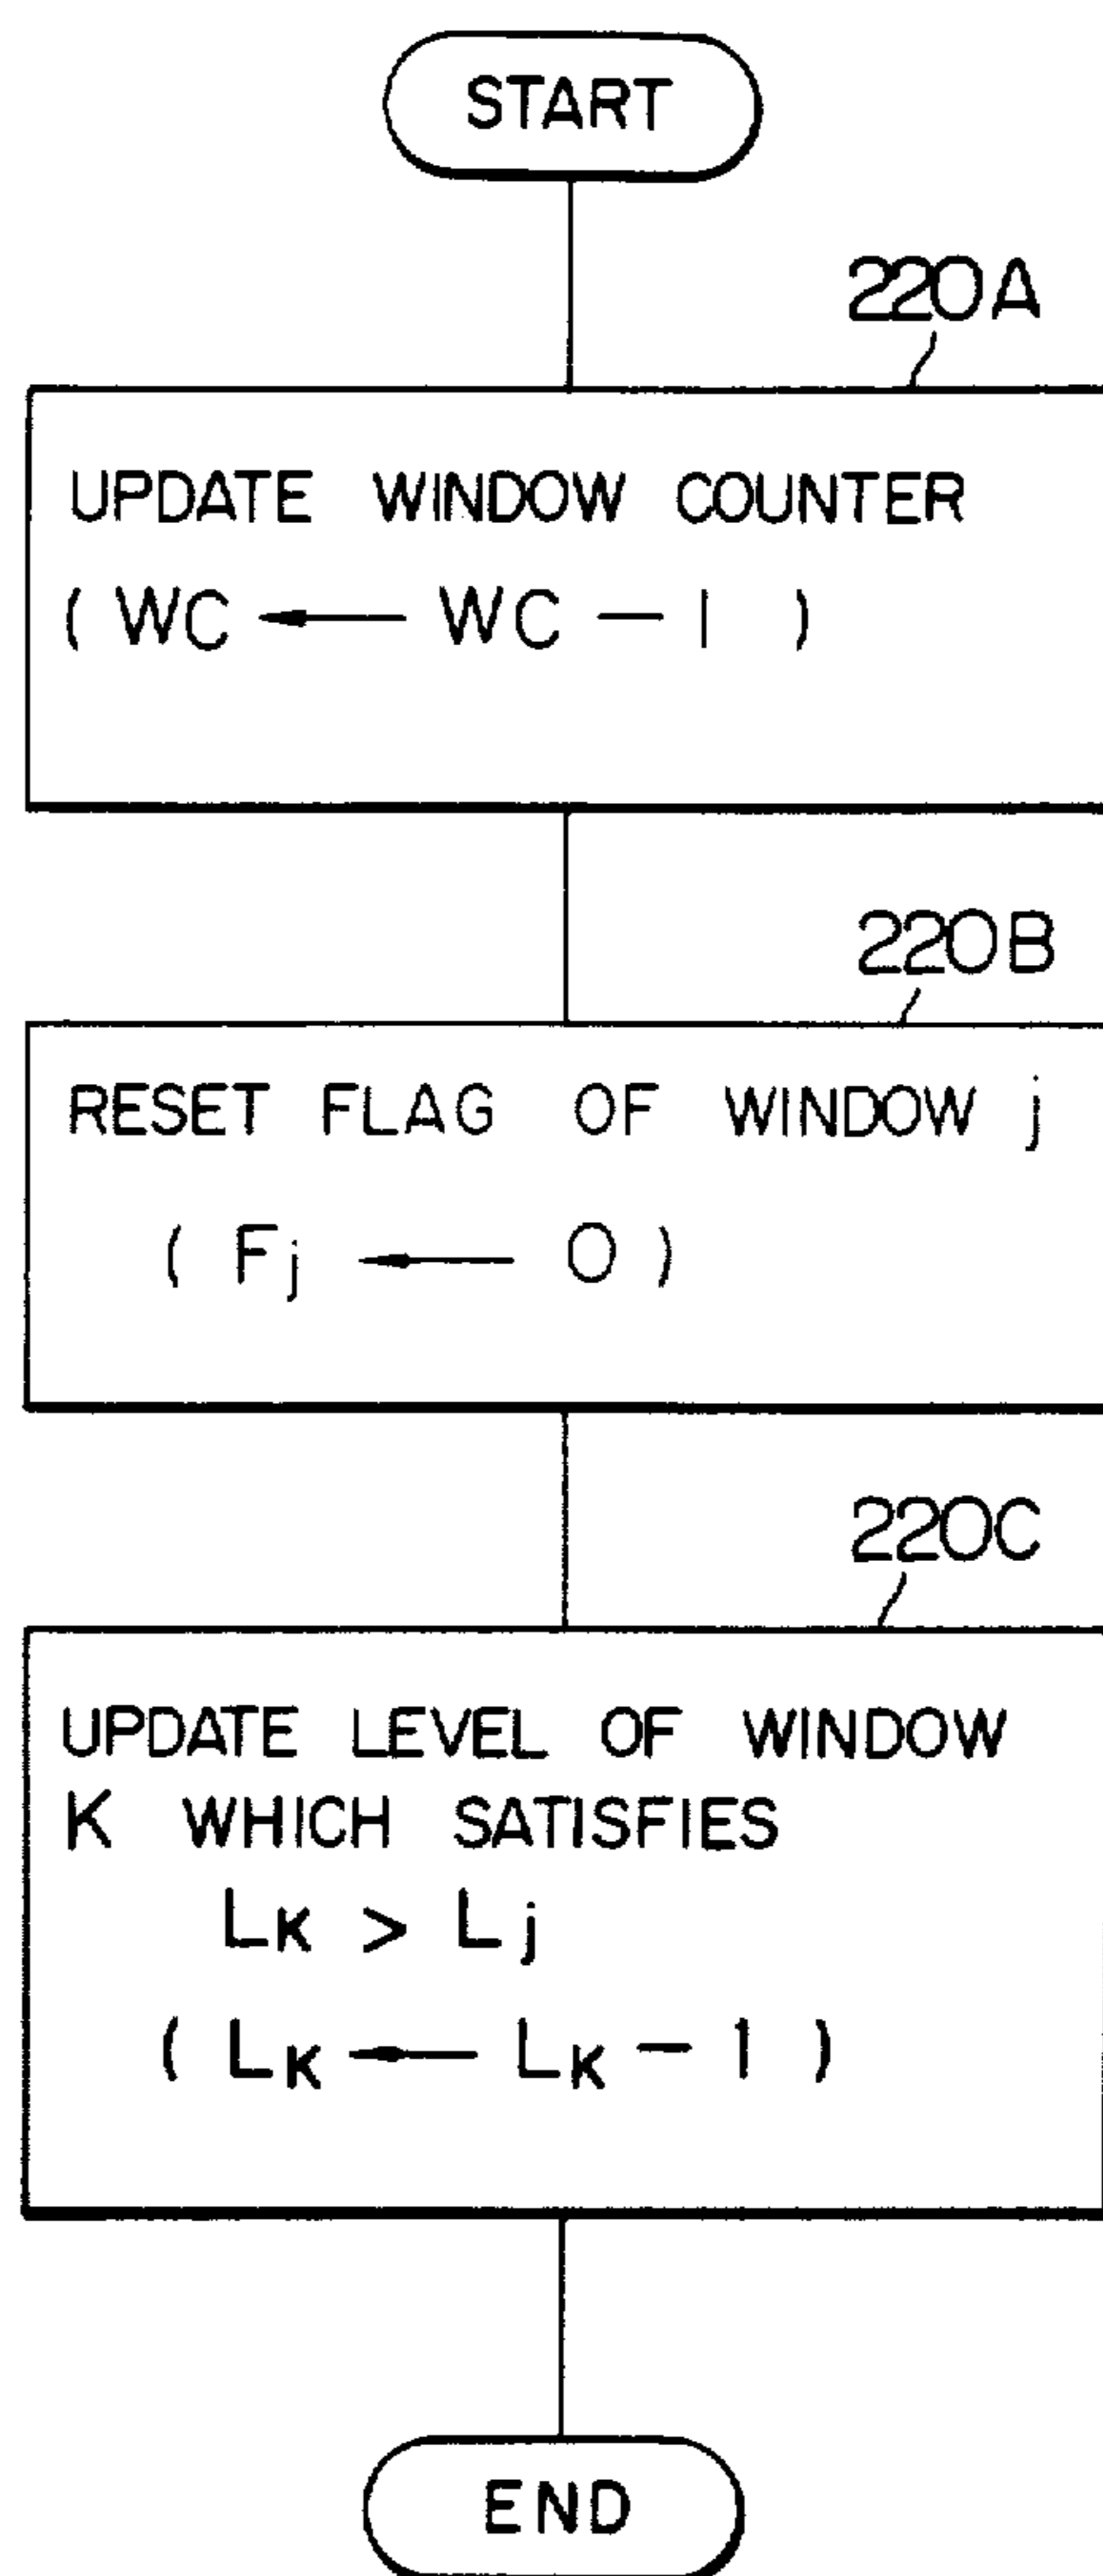 START
220A
UPDATE WINDOW COUNTER
( WC ← WC - 1 )
220B
RESET FLAG OF WINDOW j
( Fj ← 0 )
220C
UPDATE LEVEL OF WINDOW
K WHICH SATISFIES
LK > Lj
( LK ← LK - 1 )
END